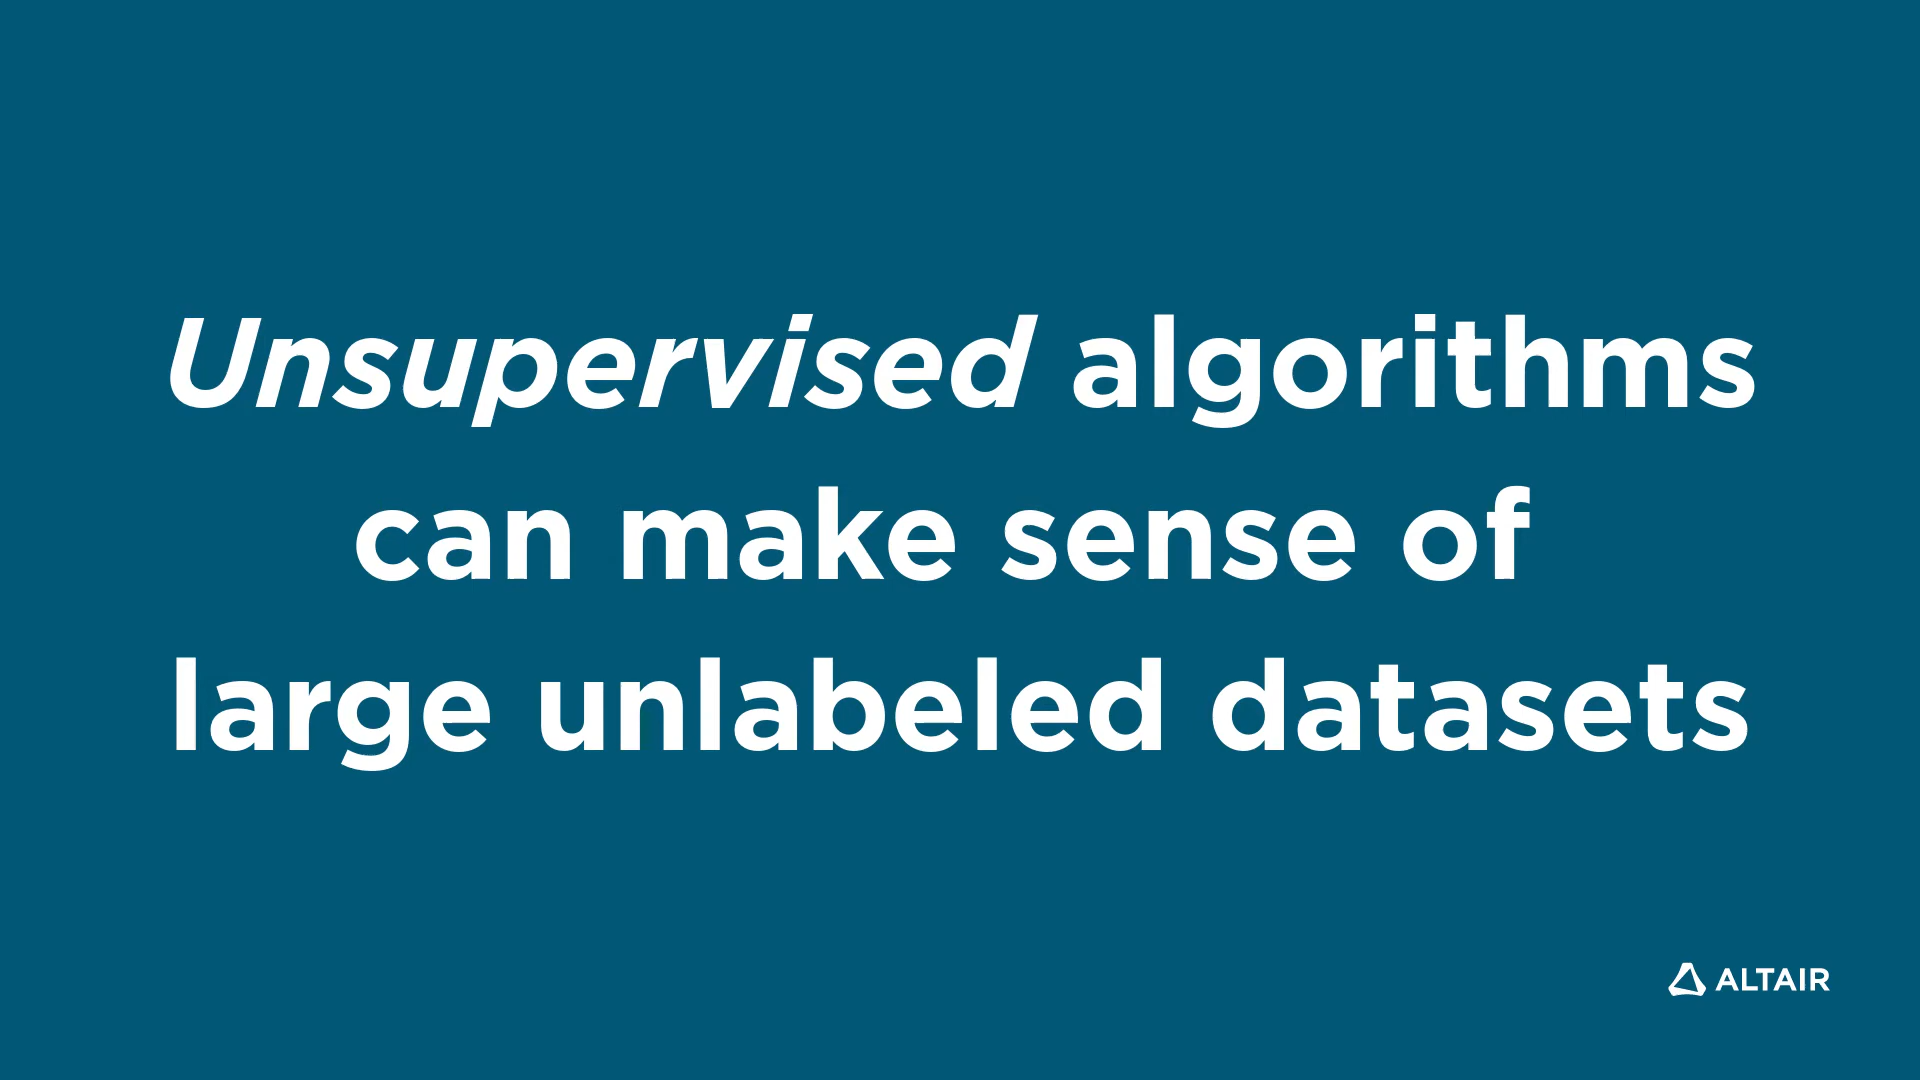 Unsupervised algorithms
can make sense of
large unlabeled datasets
ALTAIR